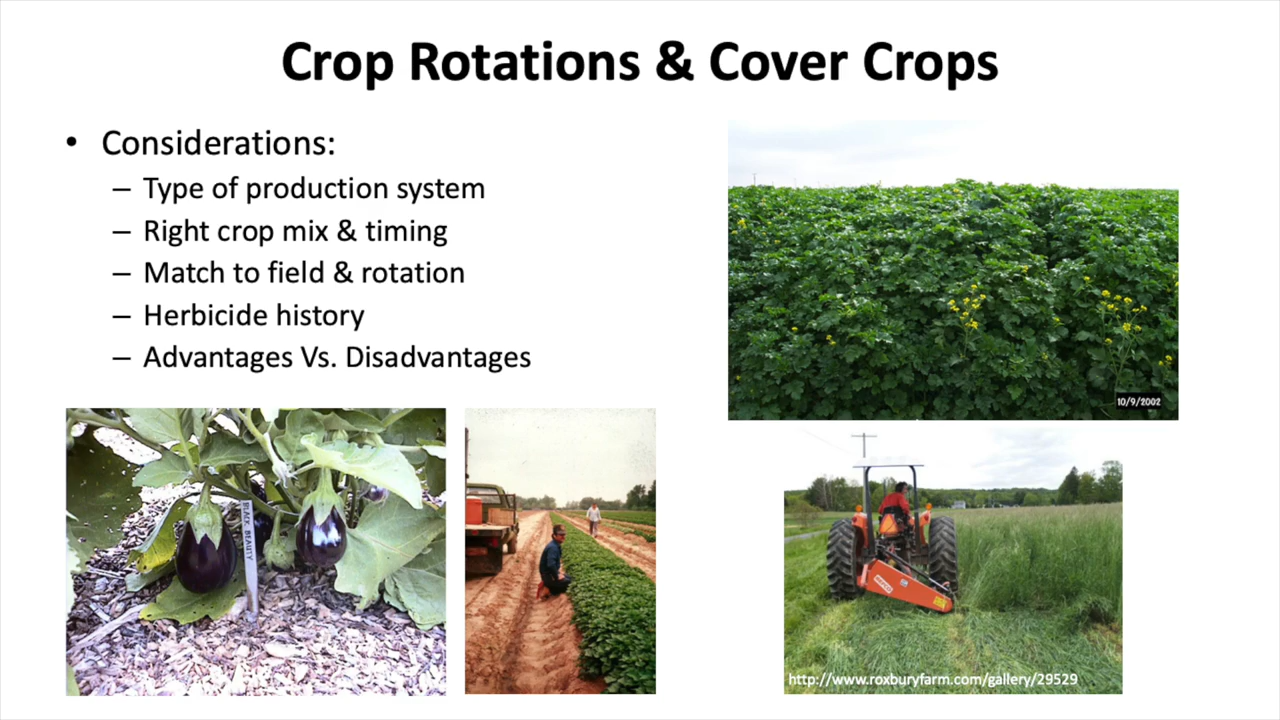 Crop Rotations & Cover Crops
• Considerations:
– Type of production system
– Right crop mix & timing
– Match to field & rotation
– Herbicide history
– Advantages Vs. Disadvantages
10/9/2002
BLACK BEAUTY
http://www.roxburyfarm.com/gallery/29529